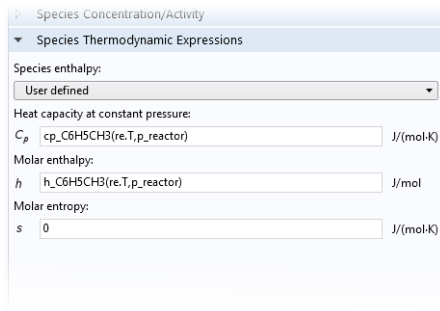 Species Concentration/Activity
Species Thermodynamic Expressions
Species enthalpy:
User defined
Heat capacity at constant pressure:
Cp cp_C6H5CH3(re.T,p_reactor) J/(mol·K)
Molar enthalpy:
h h_C6H5CH3(re.T,p_reactor) J/mol
Molar entropy:
s 0 J/(mol·K)